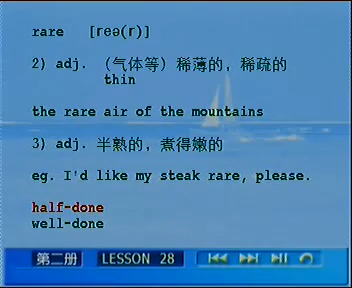 rare [reə(r)]
2) adj. (气体等) 稀薄的, 稀疏的
thin
the rare air of the mountains
3) adj. 半熟的, 煮得嫩的
eg. I'd like my steak rare, please.
half-done
well-done
第二册 LESSON 28